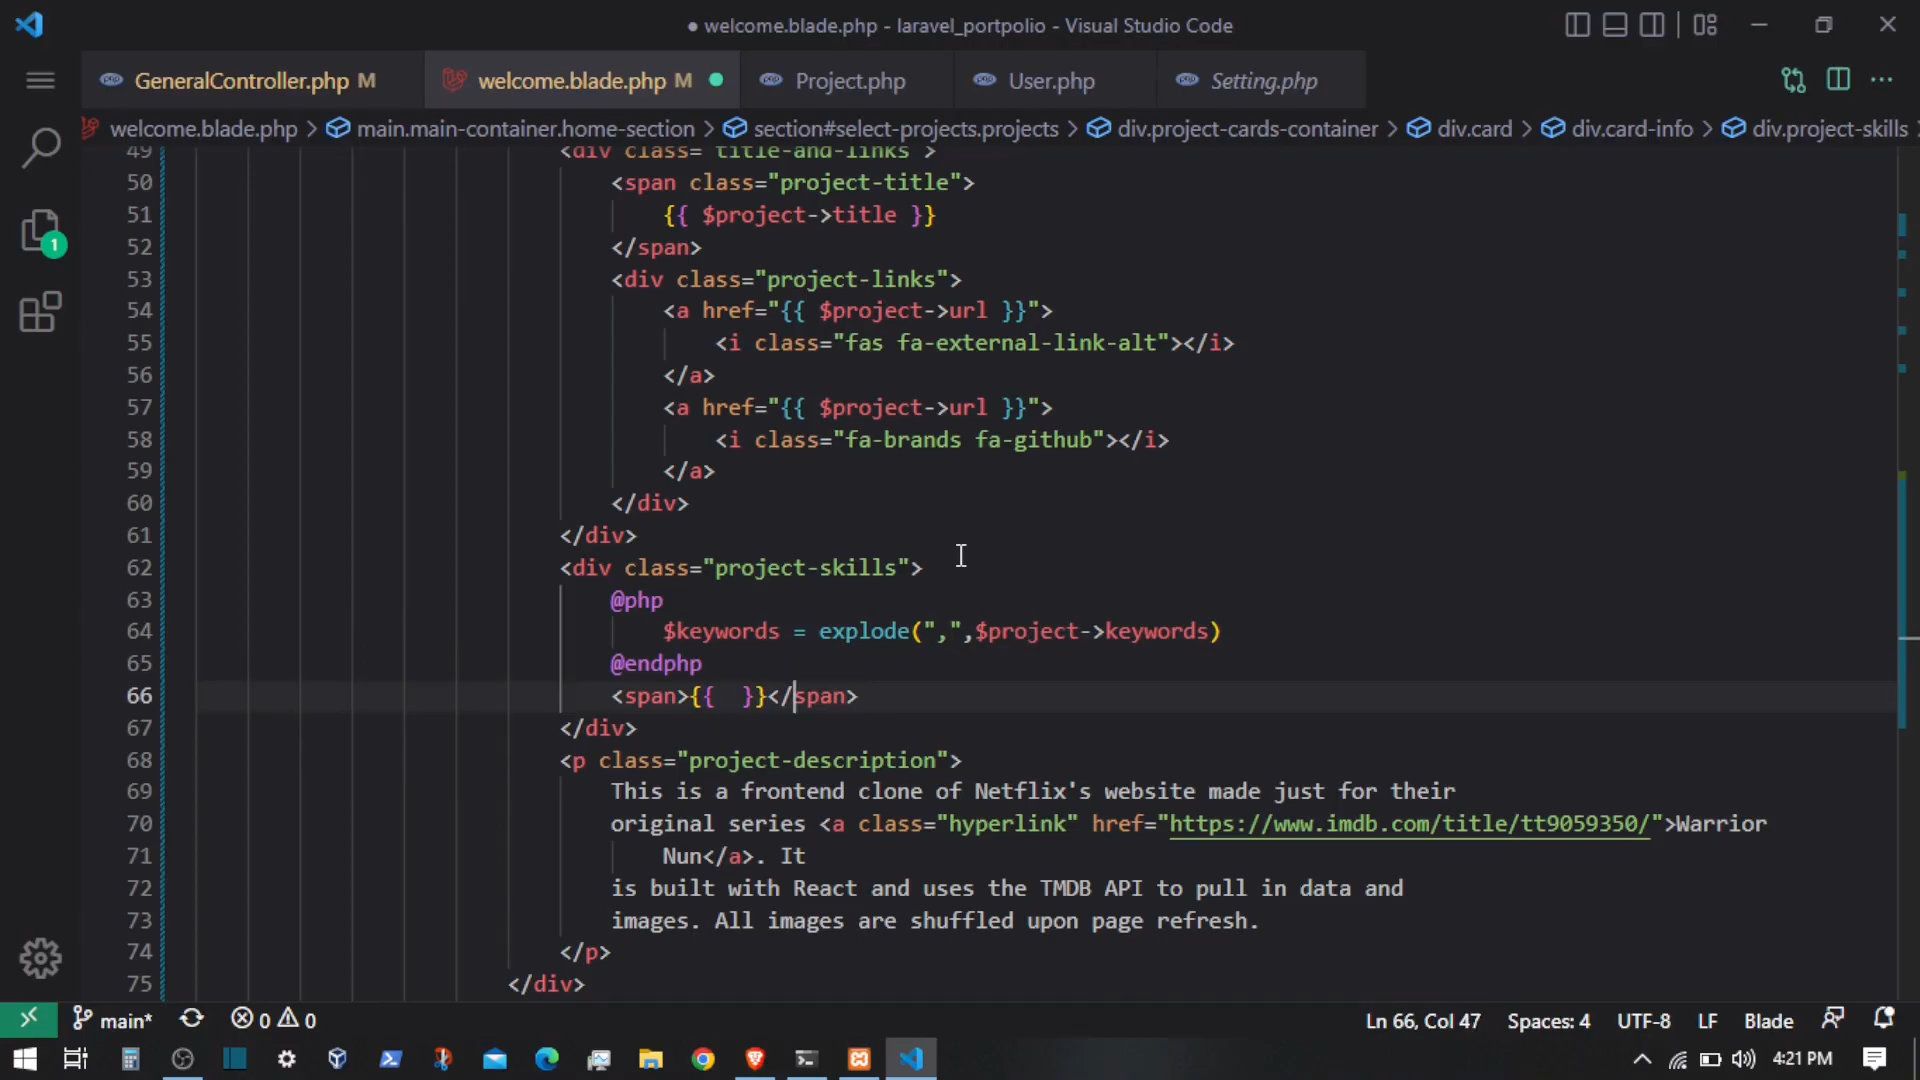 ● welcome.blade.php - laravel_portpolio - Visual Studio Code
GeneralController.php M
welcome.blade.php M
Project.php
User.php
Setting.php
welcome.blade.php > main.main-container.home-section > section#select-projects.projects > div.project-cards-container > div.card > div.card-info > div.project-skills
1
49 <div class="title-and-links">
50 <span class="project-title">
51 {{ $project->title }}
52 </span>
53 <div class="project-links">
54 <a href="{{ $project->url }}">
55 <i class="fas fa-external-link-alt"></i>
56 </a>
57 <a href="{{ $project->url }}">
58 <i class="fa-brands fa-github"></i>
59 </a>
60 </div>
61 </div>
62 <div class="project-skills">
63 @php
64 $keywords = explode(",",$project->keywords)
65 @endphp
66 <span>{{  }}</span>
67 </div>
68 <p class="project-description">
69 This is a frontend clone of Netflix's website made just for their
70 original series <a class="hyperlink" href="https://www.imdb.com/title/tt9059350/">Warrior
71 Nun</a>. It
72 is built with React and uses the TMDB API to pull in data and
73 images. All images are shuffled upon page refresh.
74 </p>
75 </div>
main* 0 0 Ln 66, Col 47 Spaces: 4 UTF-8 LF Blade
4:21 PM